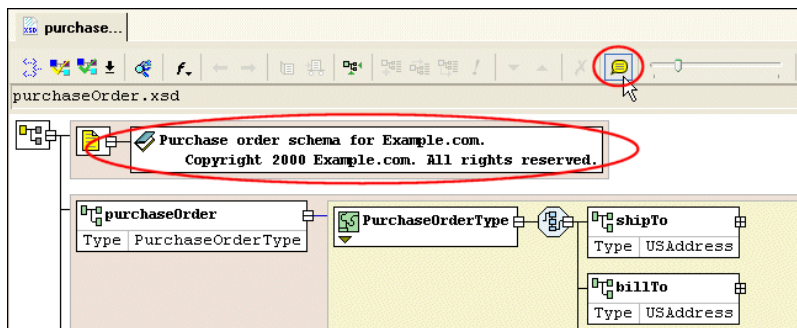 XSD purchase...
f
purchaseOrder.xsd
Purchase order schema for Example.com.
Copyright 2000 Example.com. All rights reserved.
purchaseOrder
Type PurchaseOrderType
PurchaseOrderType
shipTo
Type USAddress
billTo
Type USAddress